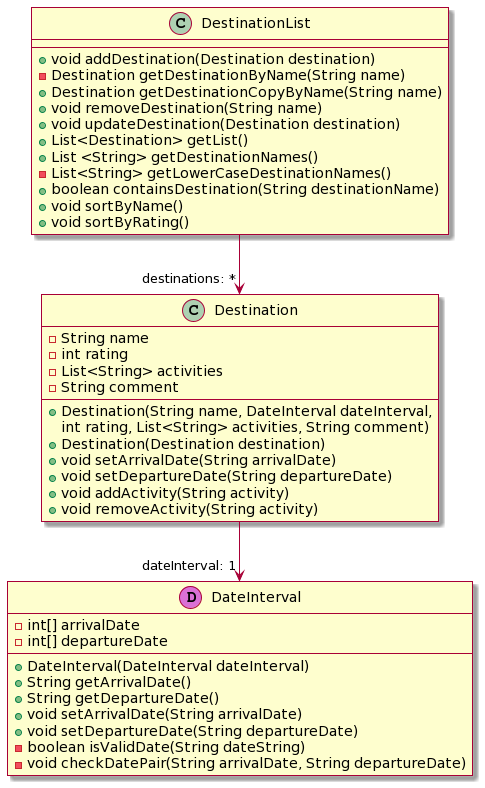 C DestinationList
void addDestination(Destination destination)
Destination getDestinationByName(String name)
Destination getDestinationCopyByName(String name)
void removeDestination(String name)
void updateDestination(Destination destination)
List<Destination> getList()
List <String> getDestinationNames()
List<String> getLowerCaseDestinationNames()
boolean containsDestination(String destinationName)
void sortByName()
void sortByRating()
destinations: *
C Destination
String name
int rating
List<String> activities
String comment
Destination(String name, DateInterval dateInterval,
int rating, List<String> activities, String comment)
Destination(Destination destination)
void setArrivalDate(String arrivalDate)
void setDepartureDate(String departureDate)
void addActivity(String activity)
void removeActivity(String activity)
dateInterval: 1
D DateInterval
int[] arrivalDate
int[] departureDate
DateInterval(DateInterval dateInterval)
String getArrivalDate()
String getDepartureDate()
void setArrivalDate(String arrivalDate)
void setDepartureDate(String departureDate)
boolean isValidDate(String dateString)
void checkDatePair(String arrivalDate, String departureDate)